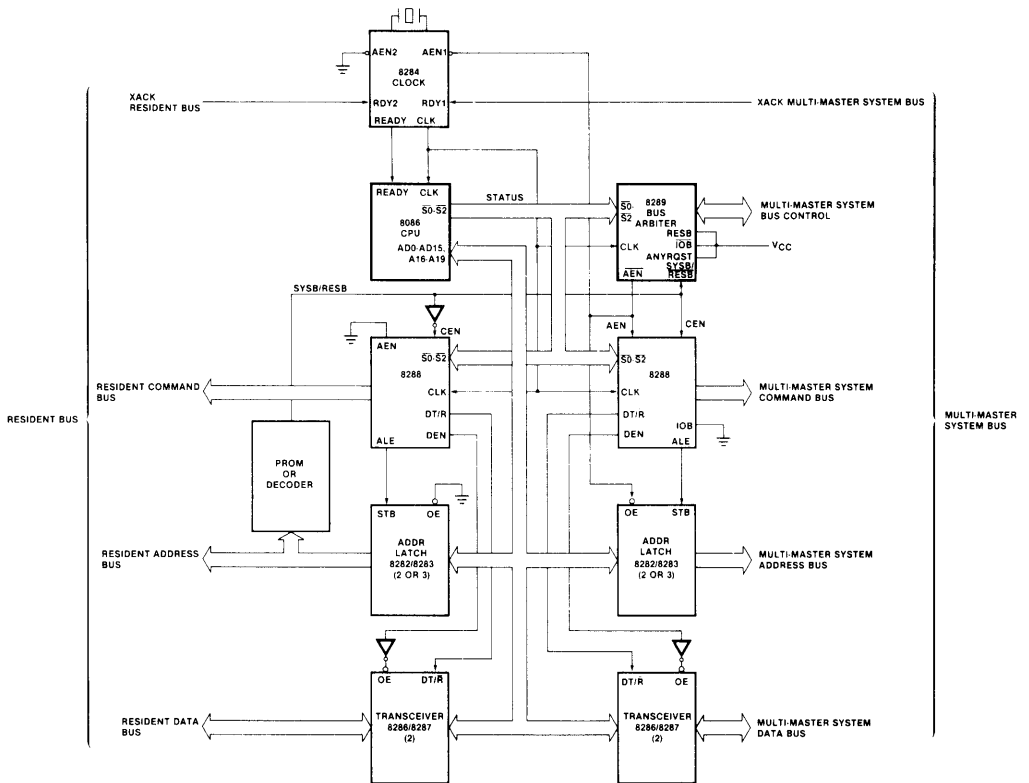 AEN2
AEN1
8284
CLOCK
XACK
RESIDENT BUS
RDY2
RDY1
XACK MULTI-MASTER SYSTEM BUS
READY
CLK
READY
CLK
STATUS
S0-S2
8086
CPU
AD0-AD15,
A16-A19
S0-
S2
8289
BUS
ARBITER
RESB
CLK
IOB
ANYRQST
SYSB/
RESB
AEN
MULTI-MASTER SYSTEM
BUS CONTROL
VCC
SYSB/RESB
CEN
AEN
CEN
AEN
S0-S2
8288
CLK
DT/R
DEN
ALE
S0-S2
8288
CLK
DT/R
DEN
IOB
ALE
RESIDENT COMMAND
BUS
MULTI-MASTER SYSTEM
COMMAND BUS
RESIDENT BUS
MULTI-MASTER
SYSTEM BUS
PROM
OR
DECODER
STB
OE
ADDR
LATCH
8282/8283
(2 OR 3)
OE
STB
ADDR
LATCH
8282/8283
(2 OR 3)
RESIDENT ADDRESS
BUS
MULTI-MASTER SYSTEM
ADDRESS BUS
OE
DT/R
TRANSCEIVER
8286/8287
(2)
DT/R
OE
TRANSCEIVER
8286/8287
(2)
RESIDENT DATA
BUS
MULTI-MASTER SYSTEM
DATA BUS